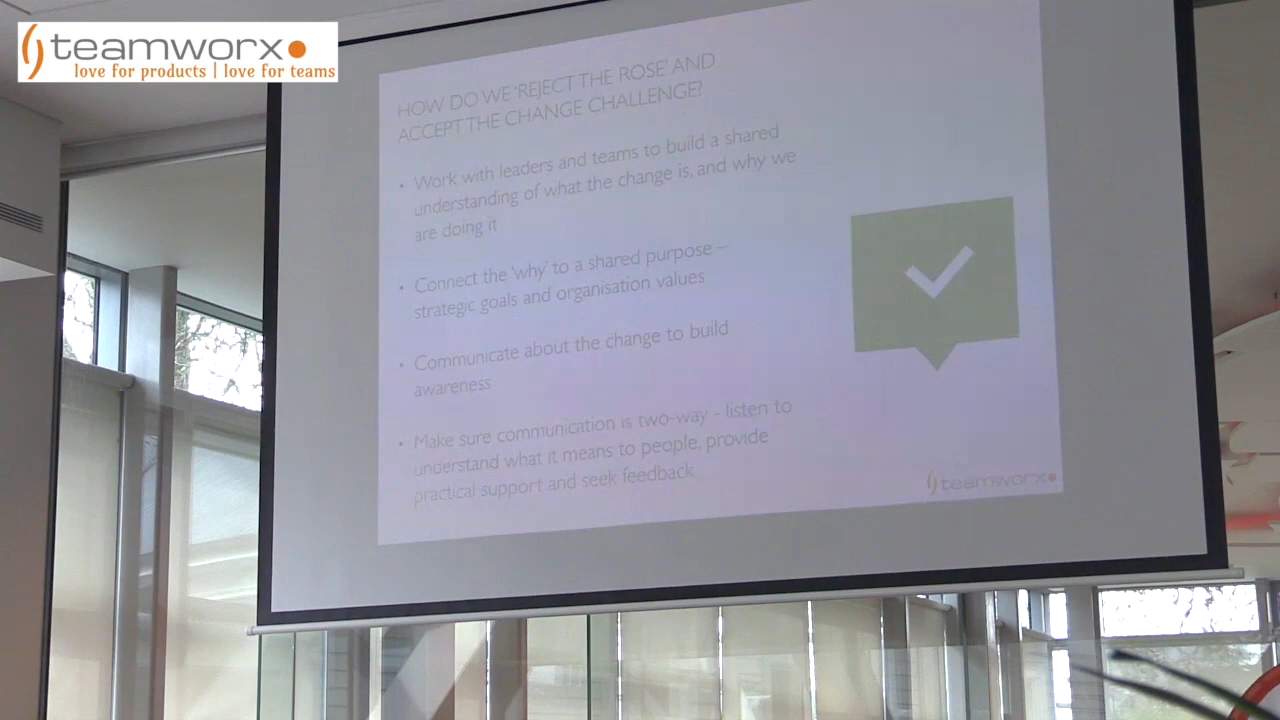 teamworx
love for products | love for teams
HOW DO WE 'REJECT THE ROSE' AND
ACCEPT THE CHANGE CHALLENGE?
• Work with leaders and teams to build a shared
understanding of what the change is, and why we
are doing it
• Connect the 'why' to a shared purpose –
strategic goals and organisation values
• Communicate about the change to build
awareness
• Make sure communication is two-way - listen to
understand what it means to people, provide
practical support and seek feedback
teamworx